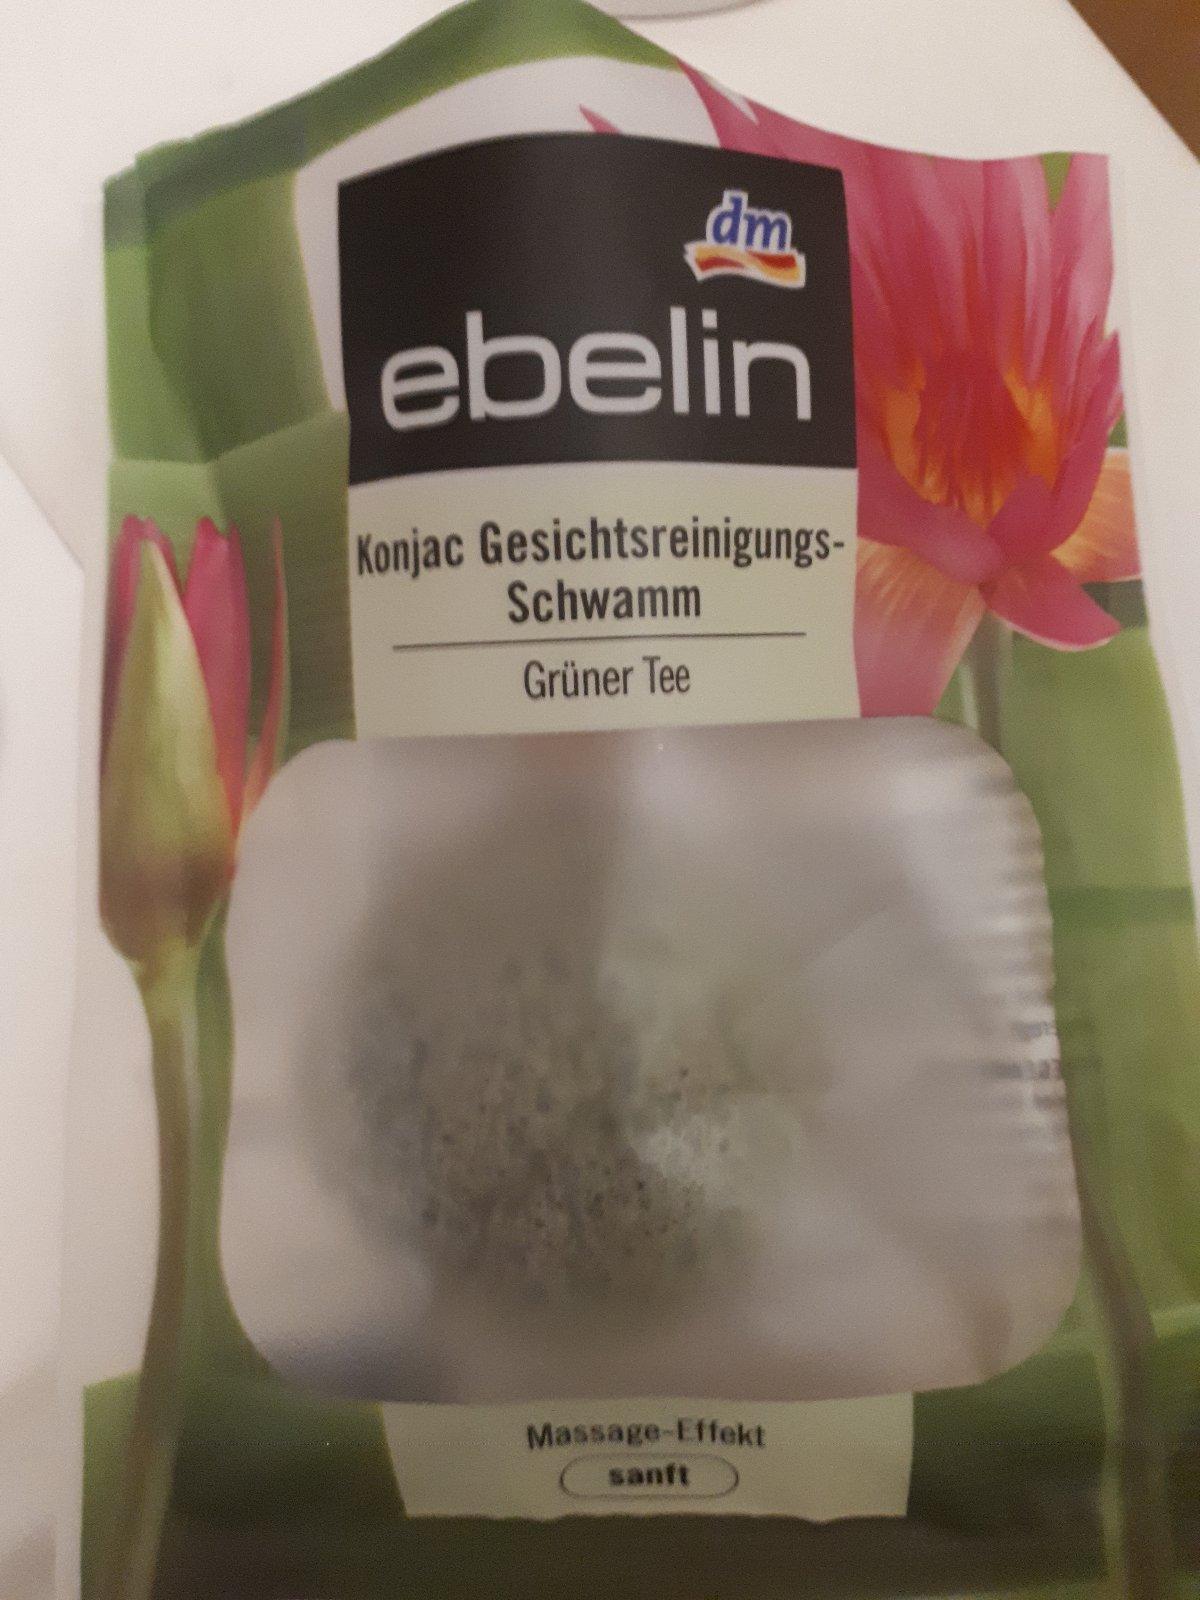 dm
ebelin
Konjac Gesichtsreinigungs-
Schwamm
Grüner Tee
Massage-Effekt
sanft